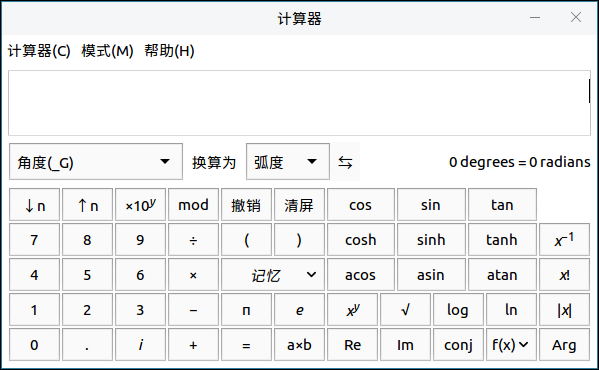 计算器
计算器(C) 模式(M) 帮助(H)
角度(_G) 换算为 弧度 ⇆ 0 degrees = 0 radians
↓n ↑n ×10ʸ mod 撤销 清屏 cos sin tan
7 8 9 ÷ ( ) cosh sinh tanh x⁻¹
4 5 6 × 记忆 acos asin atan x!
1 2 3 − π e xʸ √ log ln |x|
0 . i + = a×b Re Im conj f(x) Arg